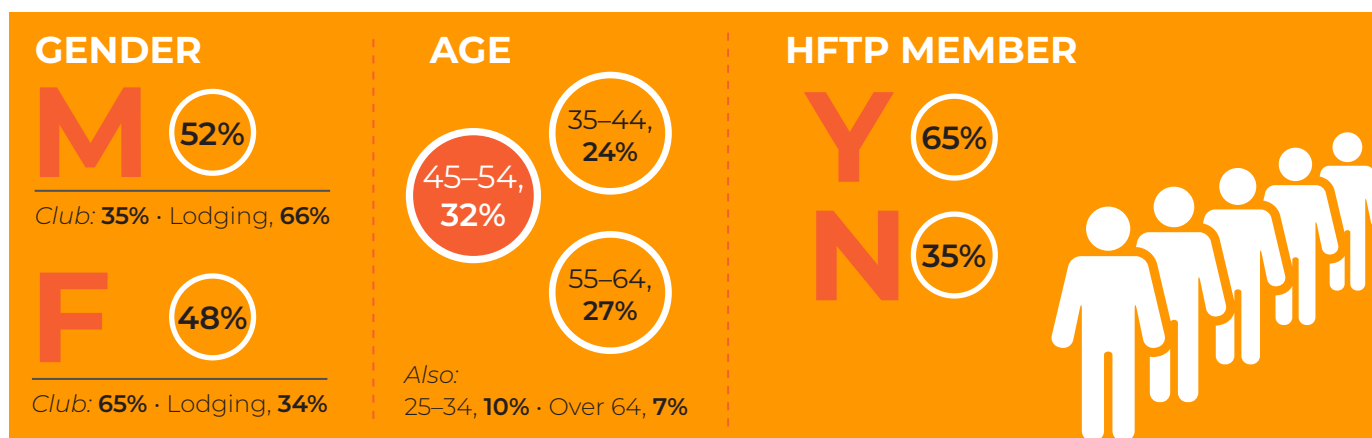 GENDER
M
52%
Club: 35% · Lodging, 66%
F
48%
Club: 65% · Lodging, 34%
AGE
45–54,
32%
35–44,
24%
55–64,
27%
Also:
25–34, 10% · Over 64, 7%
HFTP MEMBER
Y
65%
N
35%